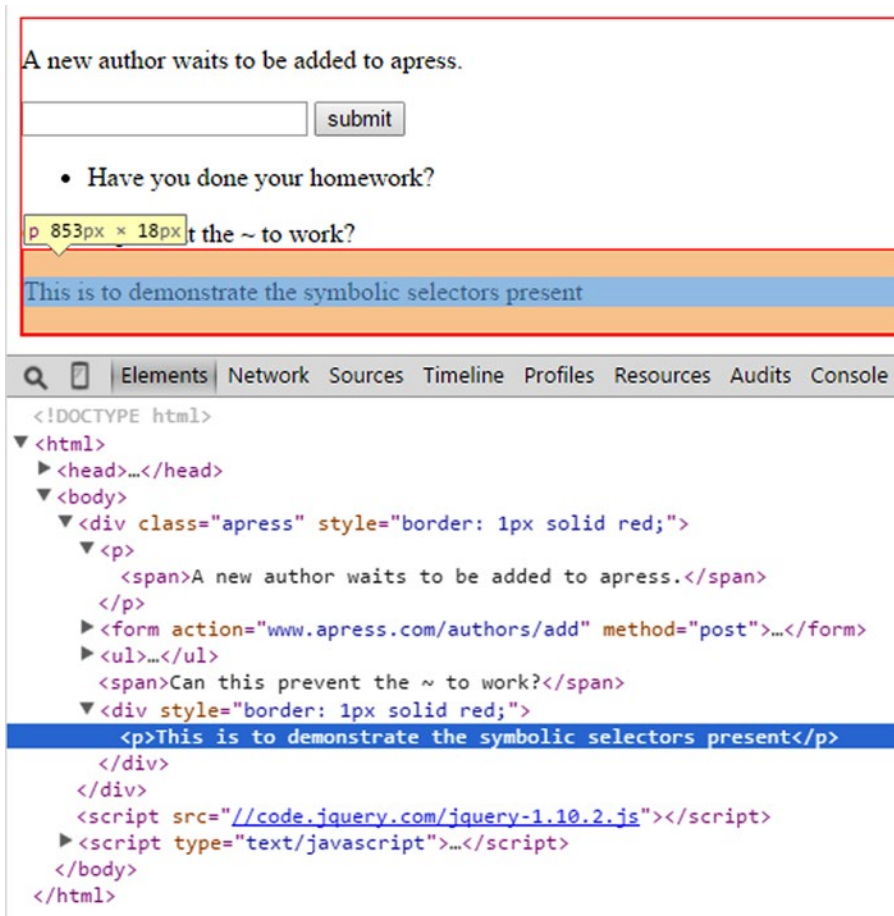 A new author waits to be added to apress.
submit
• Have you done your homework?
p 853px × 18px t the ~ to work?
This is to demonstrate the symbolic selectors present
Elements Network Sources Timeline Profiles Resources Audits Console
<!DOCTYPE html>
▼<html>
▶<head>…</head>
▼<body>
▼<div class="apress" style="border: 1px solid red;">
▼<p>
<span>A new author waits to be added to apress.</span>
</p>
▶<form action="www.apress.com/authors/add" method="post">…</form>
▶<ul>…</ul>
<span>Can this prevent the ~ to work?</span>
▼<div style="border: 1px solid red;">
<p>This is to demonstrate the symbolic selectors present</p>
</div>
</div>
<script src="//code.jquery.com/jquery-1.10.2.js"></script>
▶<script type="text/javascript">…</script>
</body>
</html>